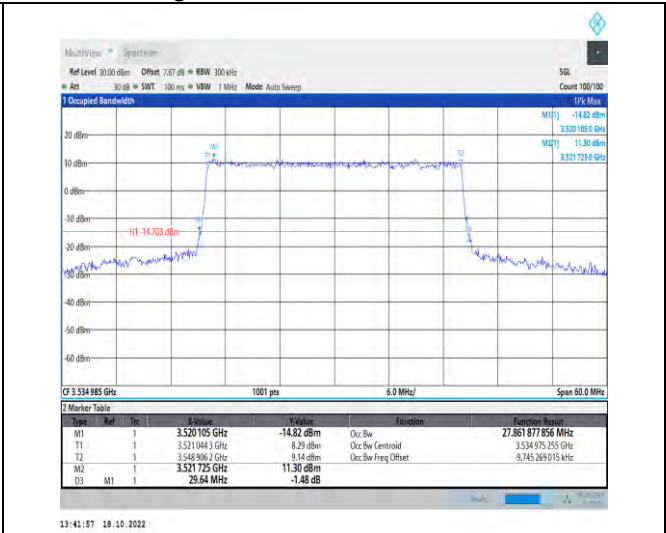 MultiView Spectrum
Ref Level 30.00 dBm Offset 7.67 dB RBW 300 kHz SGL
Att 30 dB SWT 100 ms VBW 1 MHz Mode Auto Sweep Count 100/100
1 Occupied Bandwidth 1Pk Max
M1[1] -14.82 dBm
3.520 105 0 GHz
M2[1] 11.30 dBm
3.521 725 0 GHz
20 dBm
M2
T1 T2
10 dBm
0 dBm
-10 dBm
H1 -14.703 dBm
-20 dBm
-40 dBm
-50 dBm
-60 dBm
CF 3.534 985 GHz 1001 pts 6.0 MHz/ Span 60.0 MHz
2 Marker Table
Type Ref Trc X-Value Y-Value Function Function Result
M1 1 3.520105 GHz -14.82 dBm Occ Bw 27.861 877 856 MHz
T1 1 3.521 044 3 GHz 8.29 dBm Occ Bw Centroid 3.534 975 255 GHz
T2 1 3.548 906 2 GHz 9.14 dBm Occ Bw Freq Offset -9.745 269 015 kHz
M2 1 3.521 725 GHz 11.30 dBm
D3 M1 1 29.64 MHz -1.48 dB
13:41:57 18.10.2022